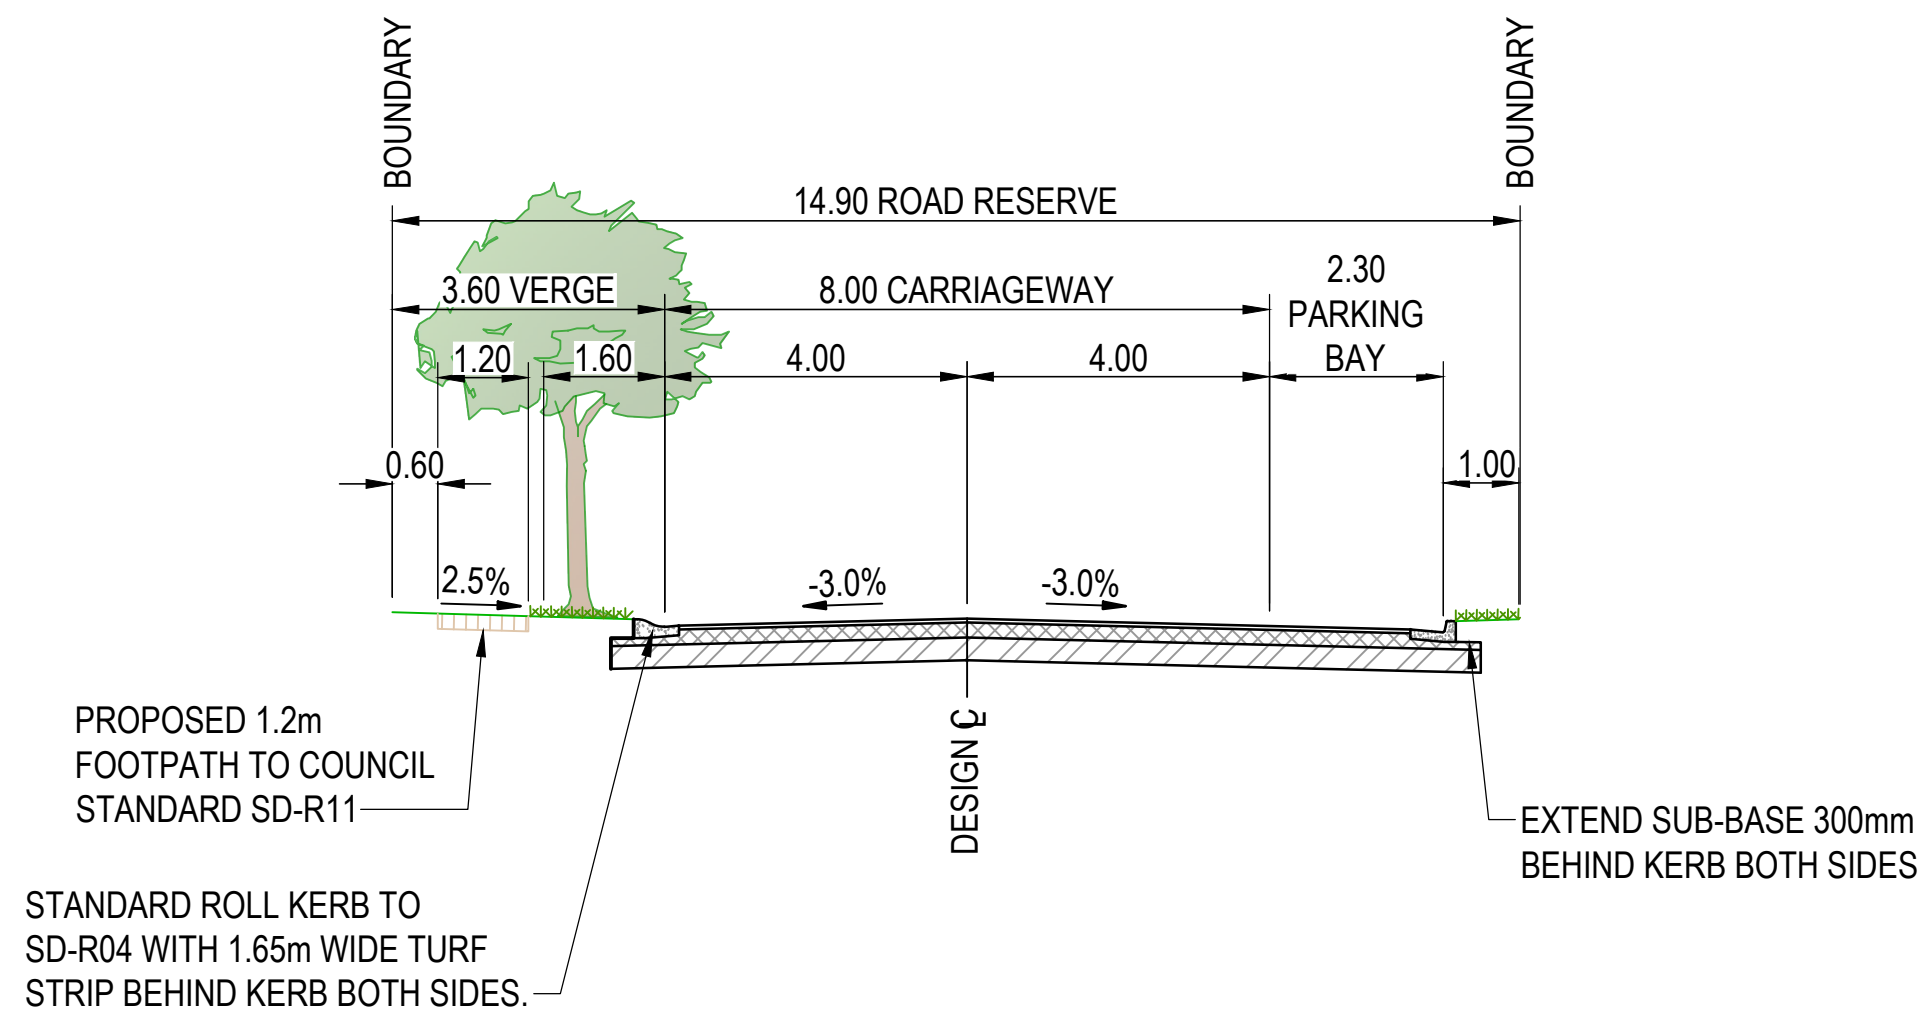 BOUNDARY
BOUNDARY
14.90 ROAD RESERVE
3.60 VERGE
8.00 CARRIAGEWAY
2.30
PARKING
BAY
1.20
1.60
4.00
4.00
0.60
1.00
2.5%
-3.0%
-3.0%
DESIGN CL
PROPOSED 1.2m
FOOTPATH TO COUNCIL
STANDARD SD-R11
EXTEND SUB-BASE 300mm
BEHIND KERB BOTH SIDES
STANDARD ROLL KERB TO
SD-R04 WITH 1.65m WIDE TURF
STRIP BEHIND KERB BOTH SIDES.